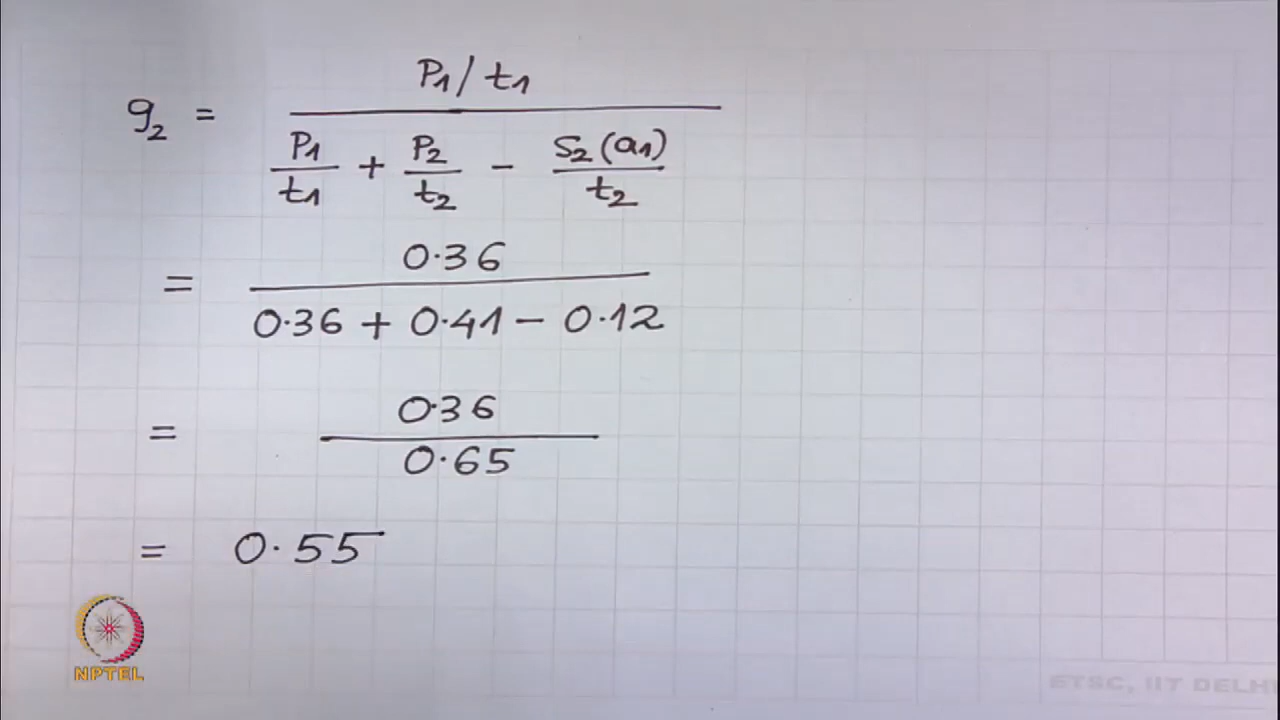 P1 / t1
g2 = 
P1/t1 + P2/t2 - S2(a1)/t2
0.36
=
0.36 + 0.41 - 0.12
0.36
=
0.65
= 0.55
NPTEL
ETSC, IIT DELHI